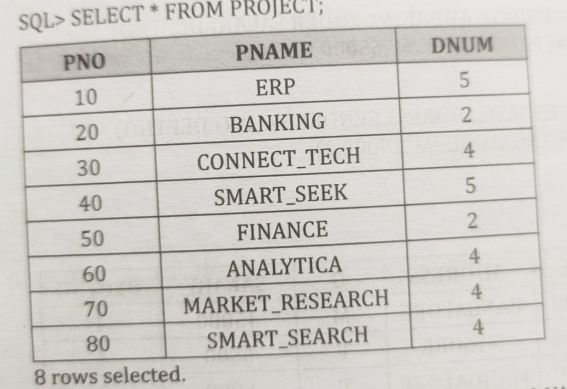 SQL> SELECT * FROM PROJECT;
PNO PNAME DNUM
10 ERP 5
20 BANKING 2
30 CONNECT_TECH 4
40 SMART_SEEK 5
50 FINANCE 2
60 ANALYTICA 4
70 MARKET_RESEARCH 4
80 SMART_SEARCH 4
8 rows selected.